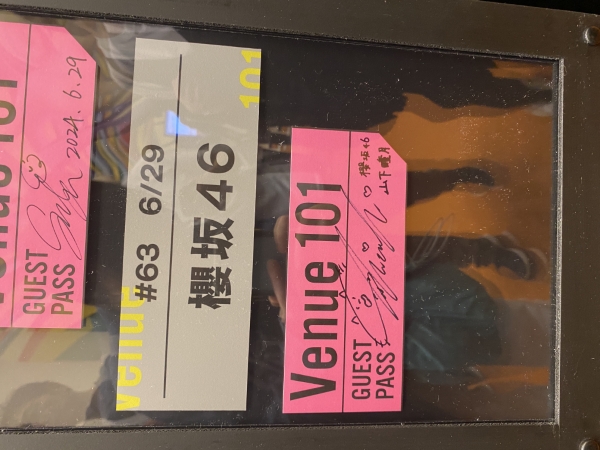 Venue 101
GUEST
PASS
2024.6.29
Venue
#63 6/29
櫻坂46
101
Venue 101
GUEST
PASS
櫻坂46
山下瞳月